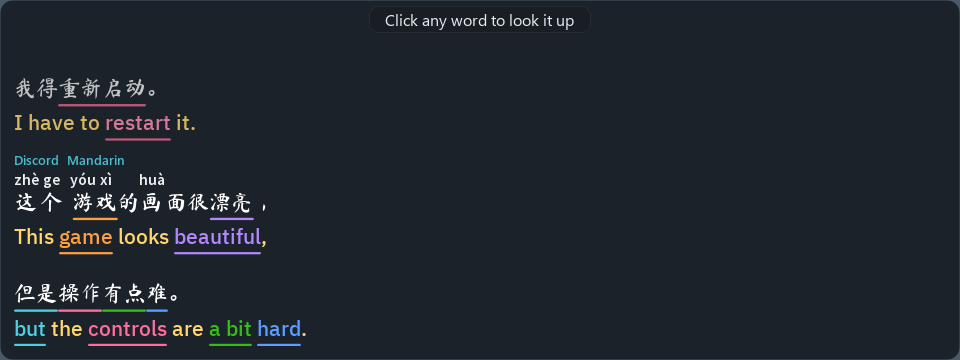 Click any word to look it up
我得重新启动。
I have to restart it.
Discord Mandarin
zhè ge yóu xì huà
这个 游戏的画面很漂亮，
This game looks beautiful,
但是操作有点难。
but the controls are a bit hard.